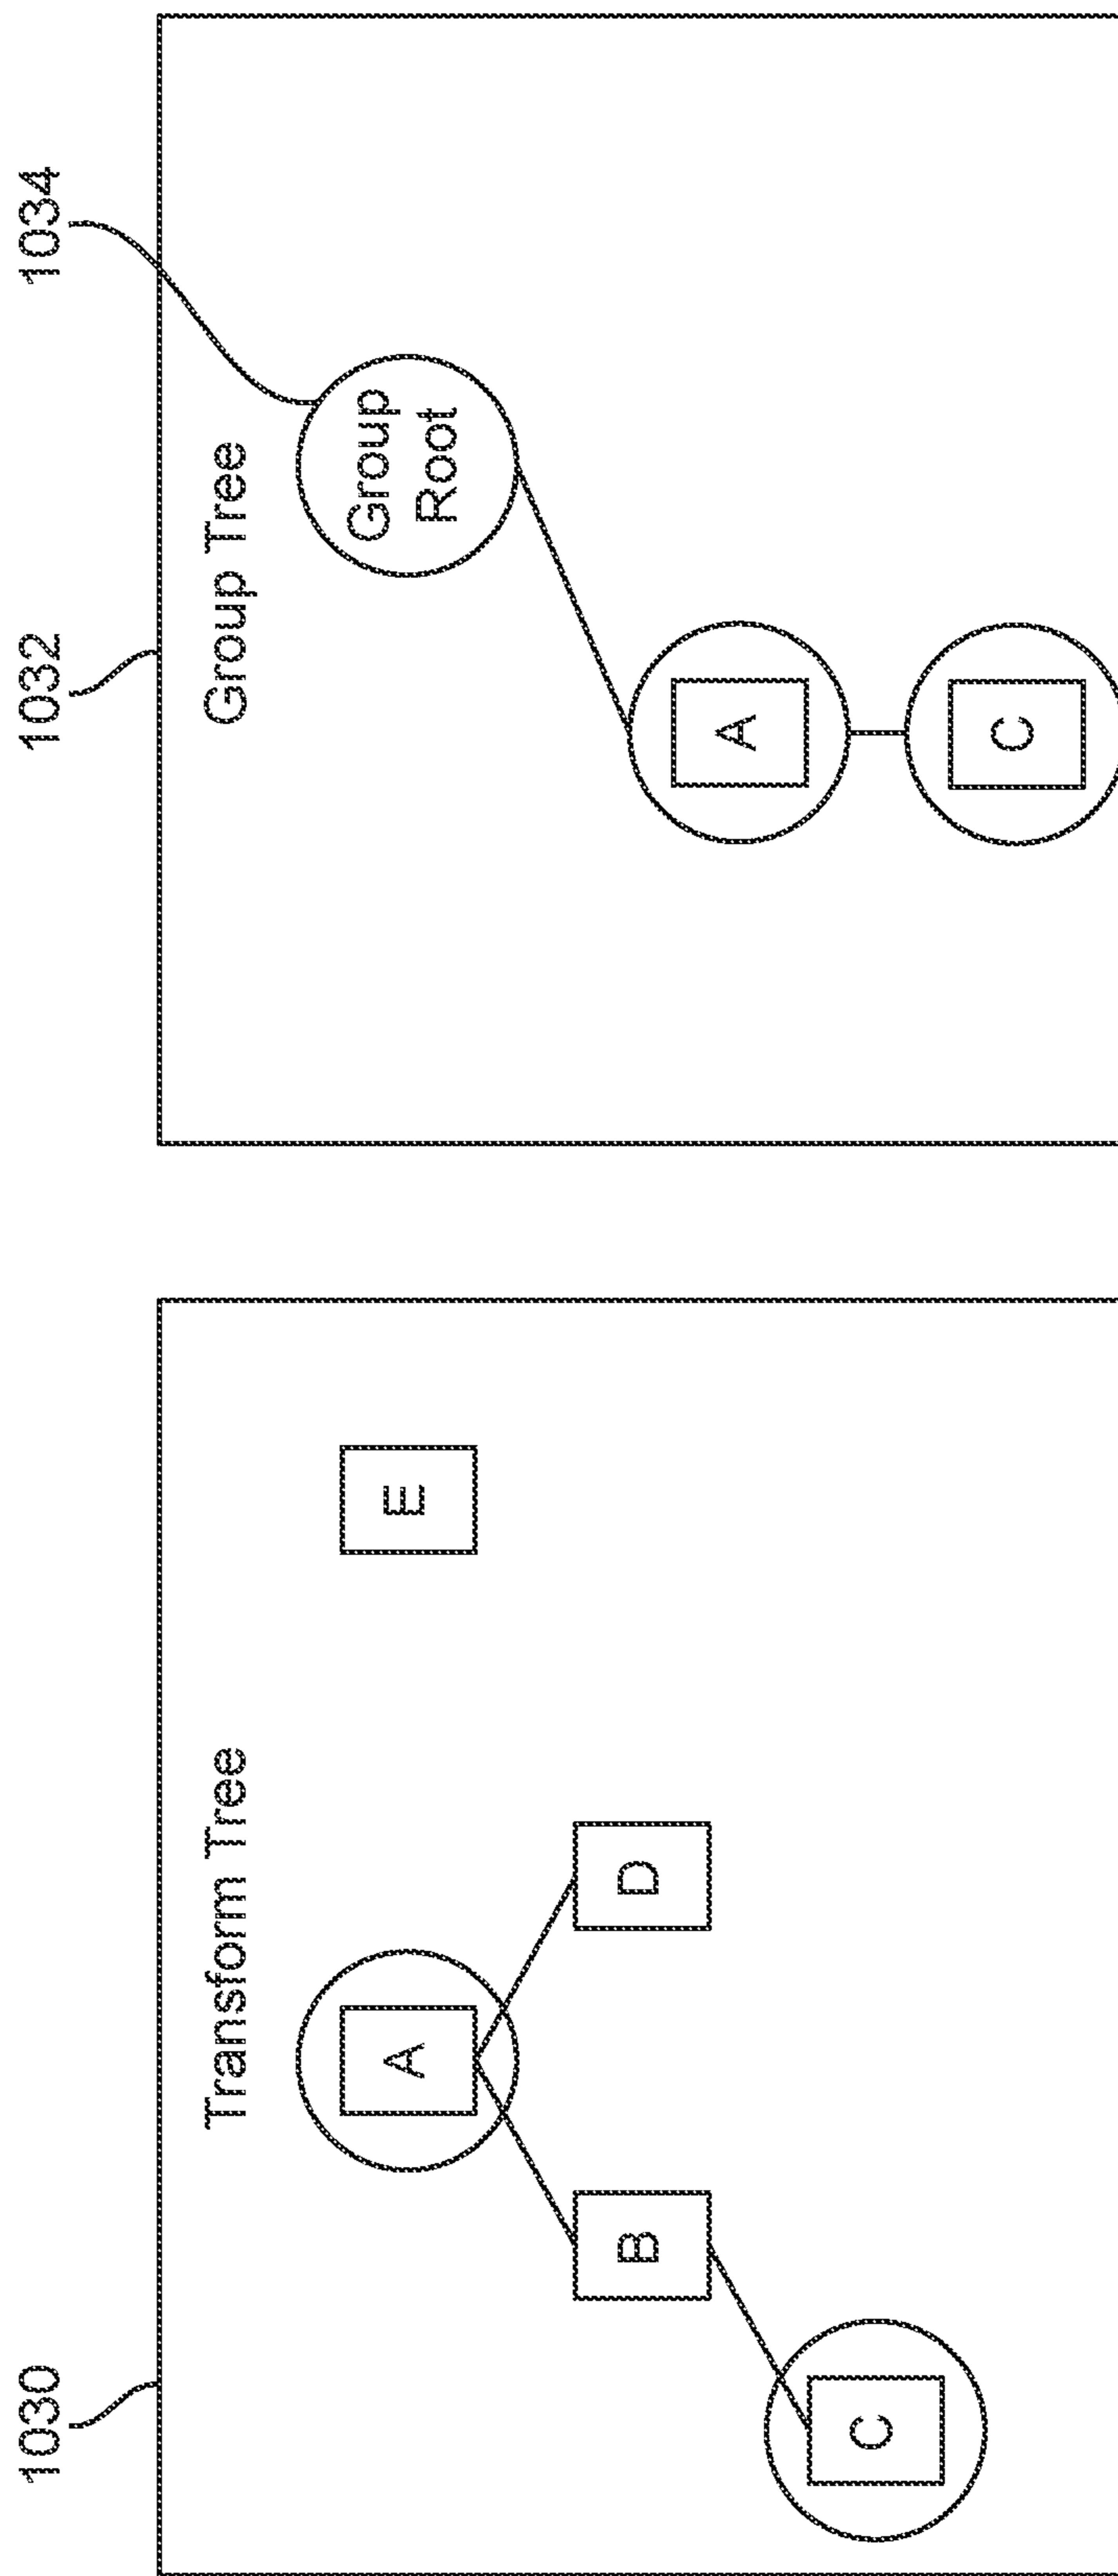 1030
Transform Tree
A
E
B
D
C
1032
1034
Group Tree
Group
Root
A
C